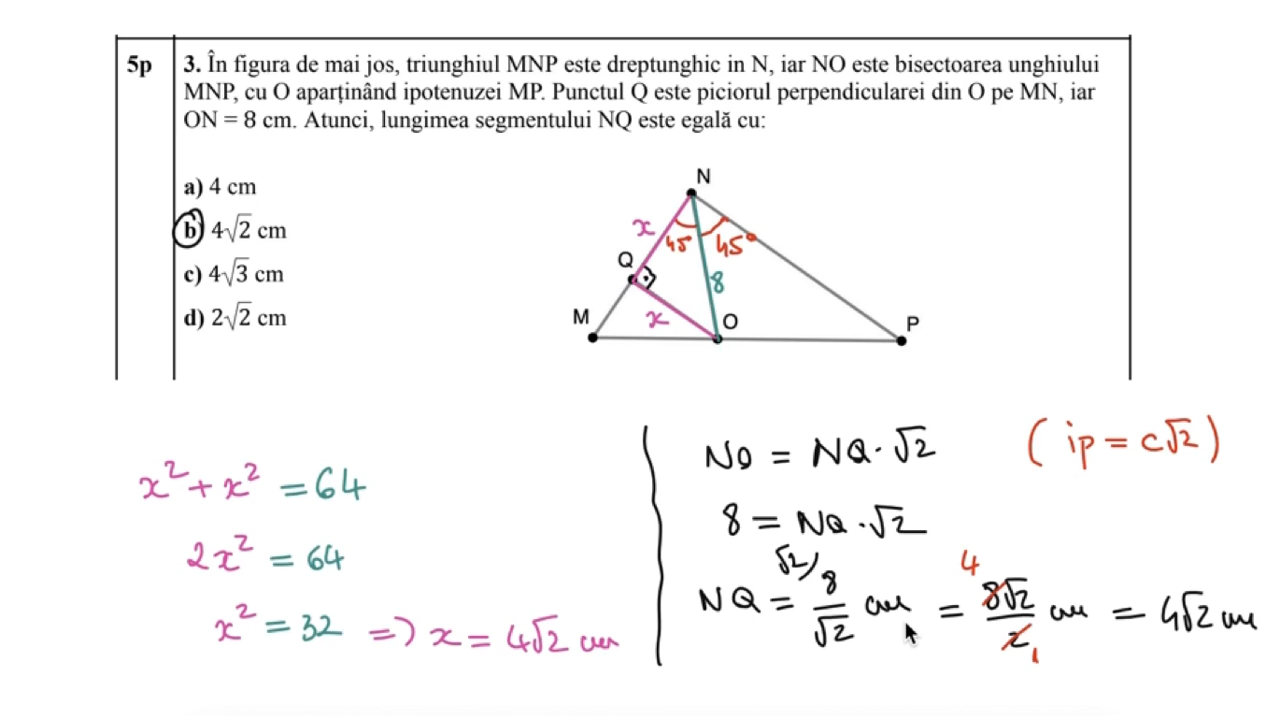 5p
3. În figura de mai jos, triunghiul MNP este dreptunghic in N, iar NO este bisectoarea unghiului
MNP, cu O aparținând ipotenuzei MP. Punctul Q este piciorul perpendicularei din O pe MN, iar
ON = 8 cm. Atunci, lungimea segmentului NQ este egală cu:
a) 4 cm
b) 4√2 cm
c) 4√3 cm
d) 2√2 cm
N
x
45
45°
Q
8
M
x
O
P
x² + x² = 64
2x² = 64
x² = 32 => x = 4√2 cm
NO = NQ · √2 (ip = c√2)
8 = NQ · √2
NQ = √2/ 8/√2 cm = 8√2/2 cm = 4√2 cm
4
1